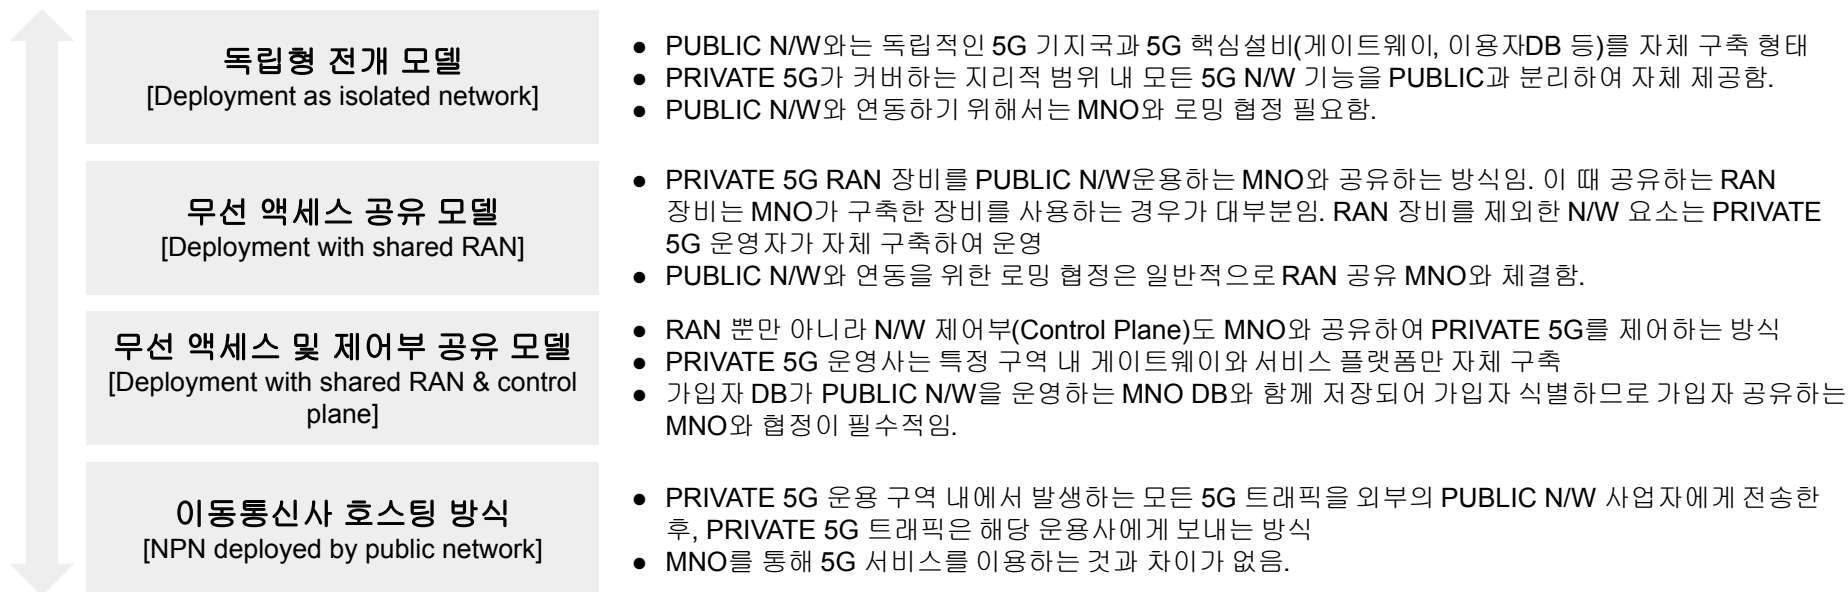 독립형 전개 모델
[Deployment as isolated network]
● PUBLIC N/W와는 독립적인 5G 기지국과 5G 핵심설비(게이트웨이, 이용자DB 등)를 자체 구축 형태
● PRIVATE 5G가 커버하는 지리적 범위 내 모든 5G N/W 기능을 PUBLIC과 분리하여 자체 제공함.
● PUBLIC N/W와 연동하기 위해서는 MNO와 로밍 협정 필요함.
무선 액세스 공유 모델
[Deployment with shared RAN]
● PRIVATE 5G RAN 장비를 PUBLIC N/W운용하는 MNO와 공유하는 방식임. 이 때 공유하는 RAN
장비는 MNO가 구축한 장비를 사용하는 경우가 대부분임. RAN 장비를 제외한 N/W 요소는 PRIVATE
5G 운영자가 자체 구축하여 운영
● PUBLIC N/W와 연동을 위한 로밍 협정은 일반적으로 RAN 공유 MNO와 체결함.
무선 액세스 및 제어부 공유 모델
[Deployment with shared RAN & control
plane]
● RAN 뿐만 아니라 N/W 제어부(Control Plane)도 MNO와 공유하여 PRIVATE 5G를 제어하는 방식
● PRIVATE 5G 운영사는 특정 구역 내 게이트웨이와 서비스 플랫폼만 자체 구축
● 가입자 DB가 PUBLIC N/W을 운영하는 MNO DB와 함께 저장되어 가입자 식별하므로 가입자 공유하는
MNO와 협정이 필수적임.
이동통신사 호스팅 방식
[NPN deployed by public network]
● PRIVATE 5G 운용 구역 내에서 발생하는 모든 5G 트래픽을 외부의 PUBLIC N/W 사업자에게 전송한
후, PRIVATE 5G 트래픽은 해당 운용사에게 보내는 방식
● MNO를 통해 5G 서비스를 이용하는 것과 차이가 없음.